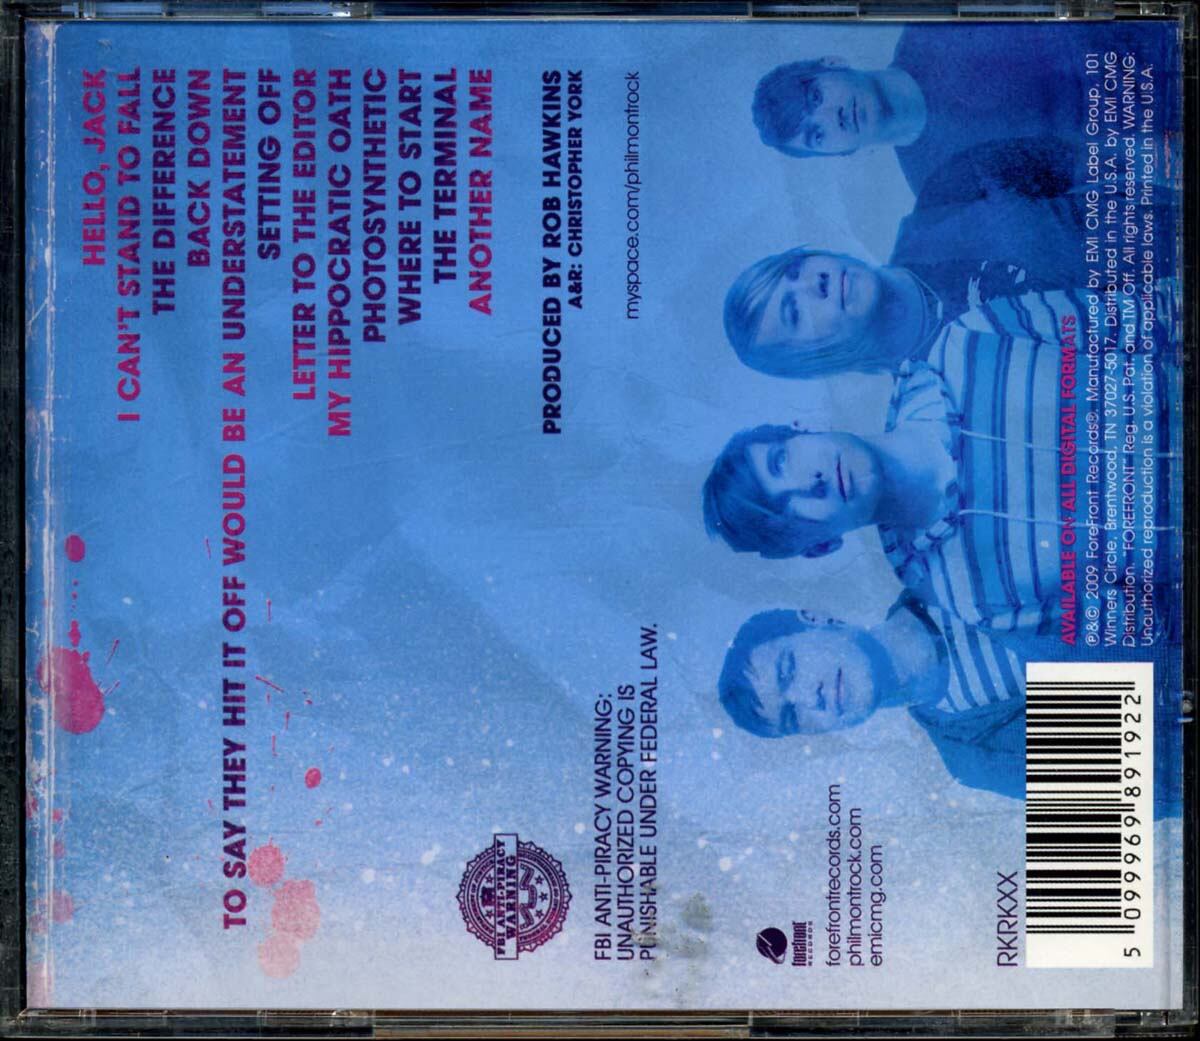 HELLO, JACK
I CAN'T STAND TO FALL
THE DIFFERENCE
BACK DOWN
TO SAY THEY HIT IT OFF WOULD BE AN UNDERSTATEMENT
SETTING OFF
LETTER TO THE EDITOR
MY HIPPOCRATIC OATH
PHOTOSYNTHETIC
WHERE TO START
THE TERMINAL
ANOTHER NAME
PRODUCED BY ROB HAWKINS
A&R: CHRISTOPHER YORK
myspace.com/philmontrock
FBI ANTI-PIRACY
WARNING
FBI ANTI-PIRACY WARNING:
UNAUTHORIZED COPYING IS
PUNISHABLE UNDER FEDERAL LAW.
forefront
RECORDS
forefrontrecords.com
philmontrock.com
emicmg.com
AVAILABLE ON ALL DIGITAL FORMATS
℗&© 2009 ForeFront Records®. Manufactured by EMI CMG Label Group, 101
Winners Circle, Brentwood, TN 37027-5017. Distributed in the U.S.A. by EMI CMG
Distribution. "FOREFRONT" Reg. U.S. Pat. and TM Off. All rights reserved. WARNING:
Unauthorized reproduction is a violation of applicable laws. Printed in the U.S.A.
RKRKXX
5 099969 891922